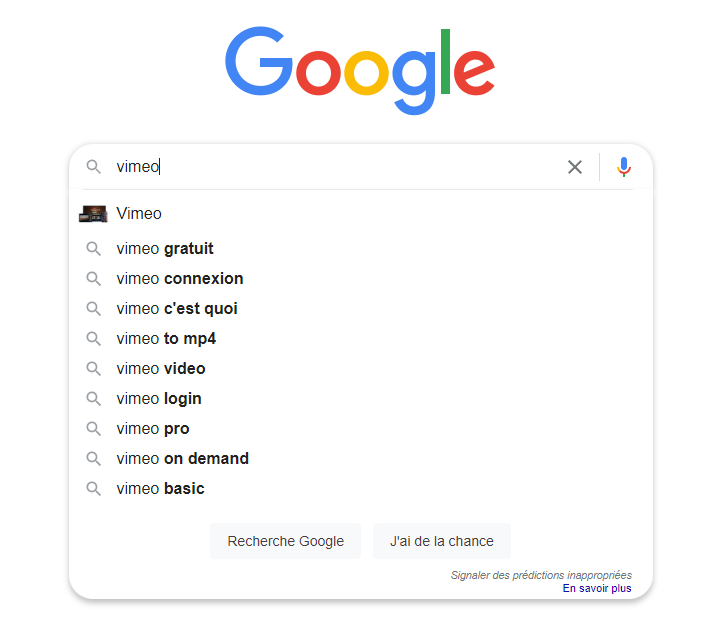 Google
vimeo
Vimeo
vimeo gratuit
vimeo connexion
vimeo c'est quoi
vimeo to mp4
vimeo video
vimeo login
vimeo pro
vimeo on demand
vimeo basic
Recherche Google J'ai de la chance
Signaler des prédictions inappropriées
En savoir plus